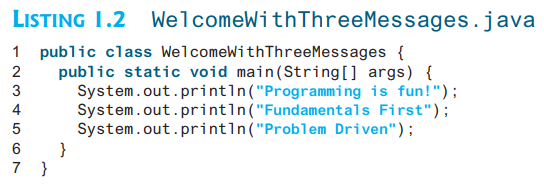 LISTING 1.2 WelcomeWithThreeMessages.java
1 public class WelcomeWithThreeMessages {
2 public static void main(String[] args) {
3 System.out.println("Programming is fun!");
4 System.out.println("Fundamentals First");
5 System.out.println("Problem Driven");
6 }
7 }